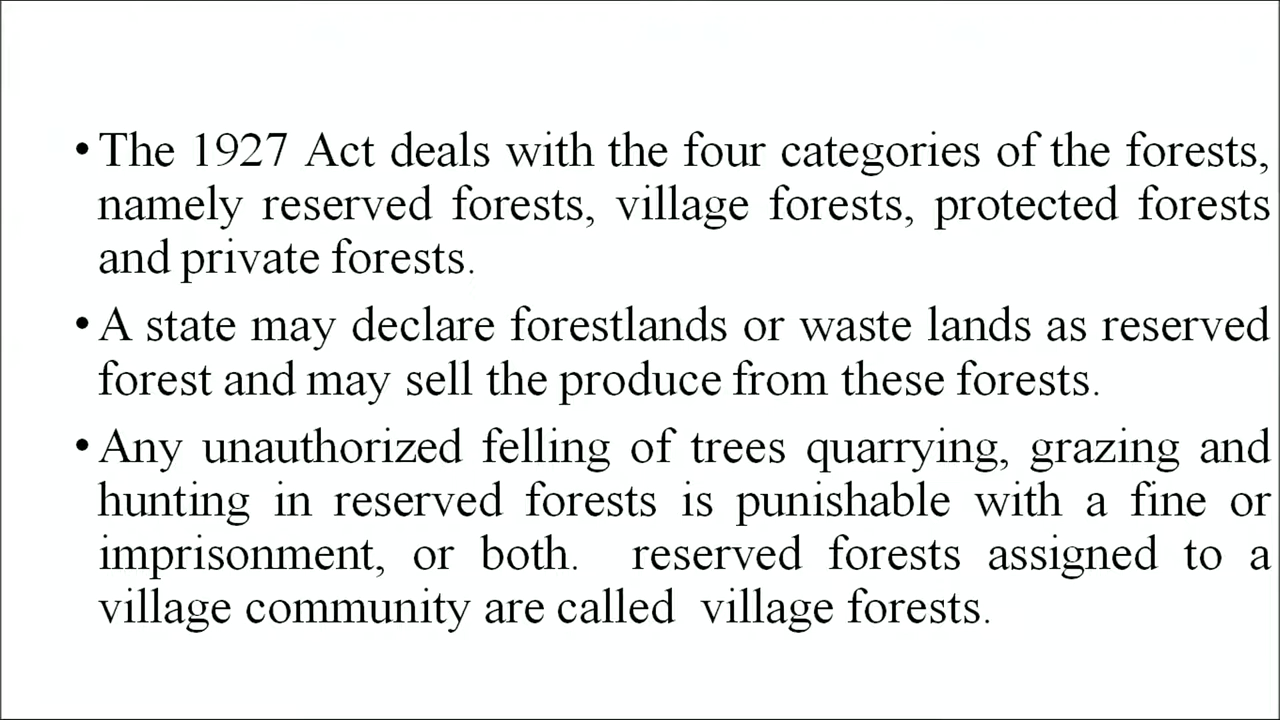 • The 1927 Act deals with the four categories of the forests,
namely reserved forests, village forests, protected forests
and private forests.
• A state may declare forestlands or waste lands as reserved
forest and may sell the produce from these forests.
• Any unauthorized felling of trees quarrying, grazing and
hunting in reserved forests is punishable with a fine or
imprisonment, or both.  reserved forests assigned to a
village community are called  village forests.